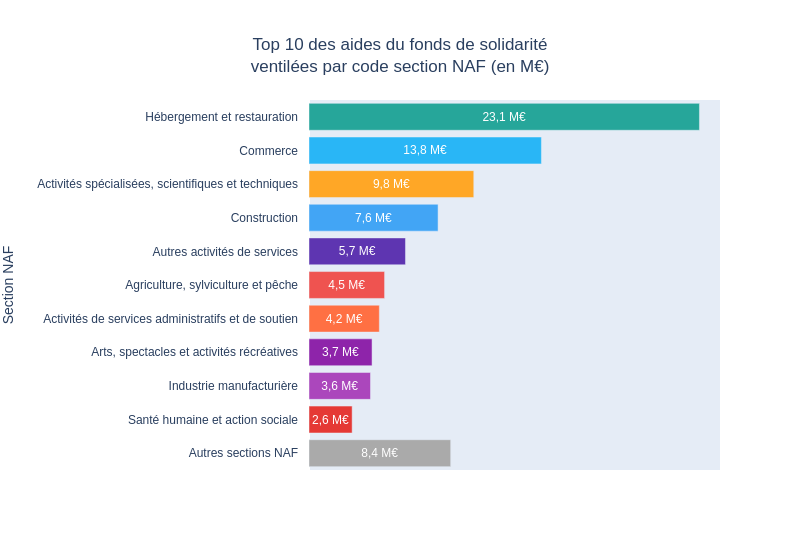 Top 10 des aides du fonds de solidarité
ventilées par code section NAF (en M€)
Section NAF
Hébergement et restauration 23,1 M€
Commerce 13,8 M€
Activités spécialisées, scientifiques et techniques 9,8 M€
Construction 7,6 M€
Autres activités de services 5,7 M€
Agriculture, sylviculture et pêche 4,5 M€
Activités de services administratifs et de soutien 4,2 M€
Arts, spectacles et activités récréatives 3,7 M€
Industrie manufacturière 3,6 M€
Santé humaine et action sociale 2,6 M€
Autres sections NAF 8,4 M€